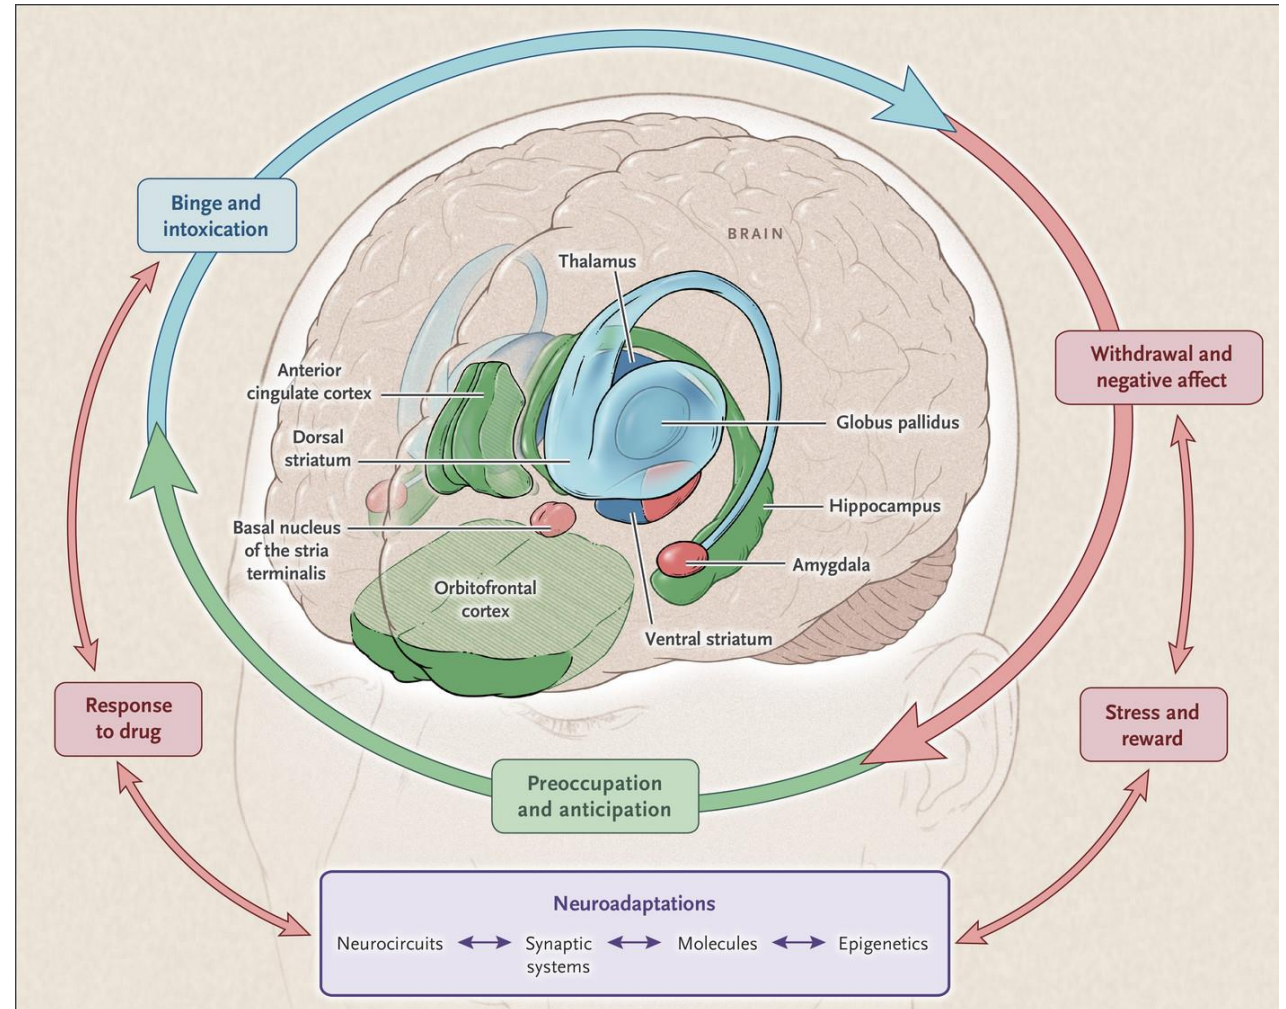 Binge and
intoxication
BRAIN
Thalamus
Withdrawal and
negative affect
Anterior
cingulate cortex
Globus pallidus
Dorsal
striatum
Hippocampus
Basal nucleus
of the stria
terminalis
Amygdala
Orbitofrontal
cortex
Ventral striatum
Response
to drug
Stress and
reward
Preoccupation
and anticipation
Neuroadaptations
Neurocircuits
Synaptic
systems
Molecules
Epigenetics